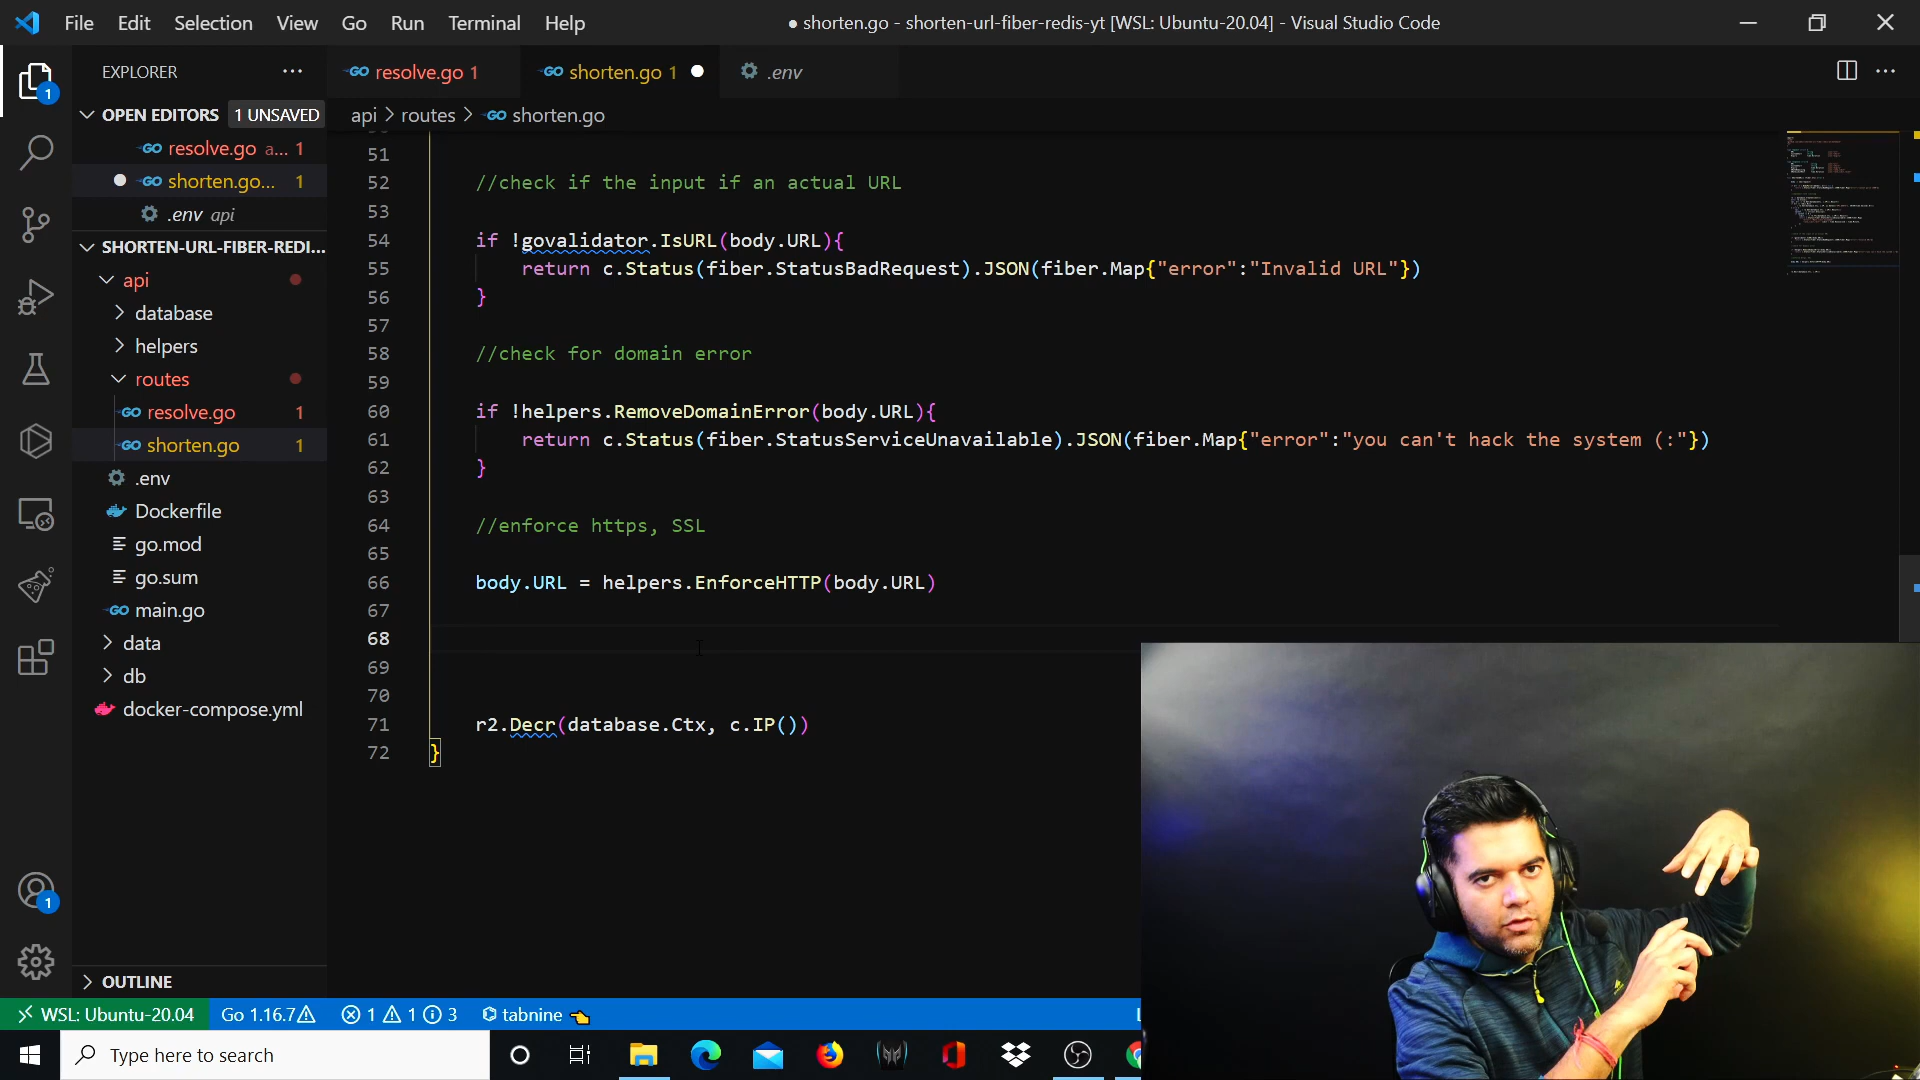 File Edit Selection View Go Run Terminal Help
● shorten.go - shorten-url-fiber-redis-yt [WSL: Ubuntu-20.04] - Visual Studio Code
EXPLORER
resolve.go 1
shorten.go 1
.env
OPEN EDITORS 1 UNSAVED
api > routes > shorten.go
resolve.go a... 1
shorten.go... 1
.env api
SHORTEN-URL-FIBER-REDI...
api
database
helpers
routes
resolve.go 1
shorten.go 1
.env
Dockerfile
go.mod
go.sum
main.go
data
db
docker-compose.yml
OUTLINE
51
52 //check if the input if an actual URL
53
54 if !govalidator.IsURL(body.URL){
55 return c.Status(fiber.StatusBadRequest).JSON(fiber.Map{"error":"Invalid URL"})
56 }
57
58 //check for domain error
59
60 if !helpers.RemoveDomainError(body.URL){
61 return c.Status(fiber.StatusServiceUnavailable).JSON(fiber.Map{"error":"you can't hack the system (:"})
62 }
63
64 //enforce https, SSL
65
66 body.URL = helpers.EnforceHTTP(body.URL)
67
68
69
70
71 r2.Decr(database.Ctx, c.IP())
72 }
1
1
WSL: Ubuntu-20.04 Go 1.16.7 1 1 3 tabnine
Type here to search